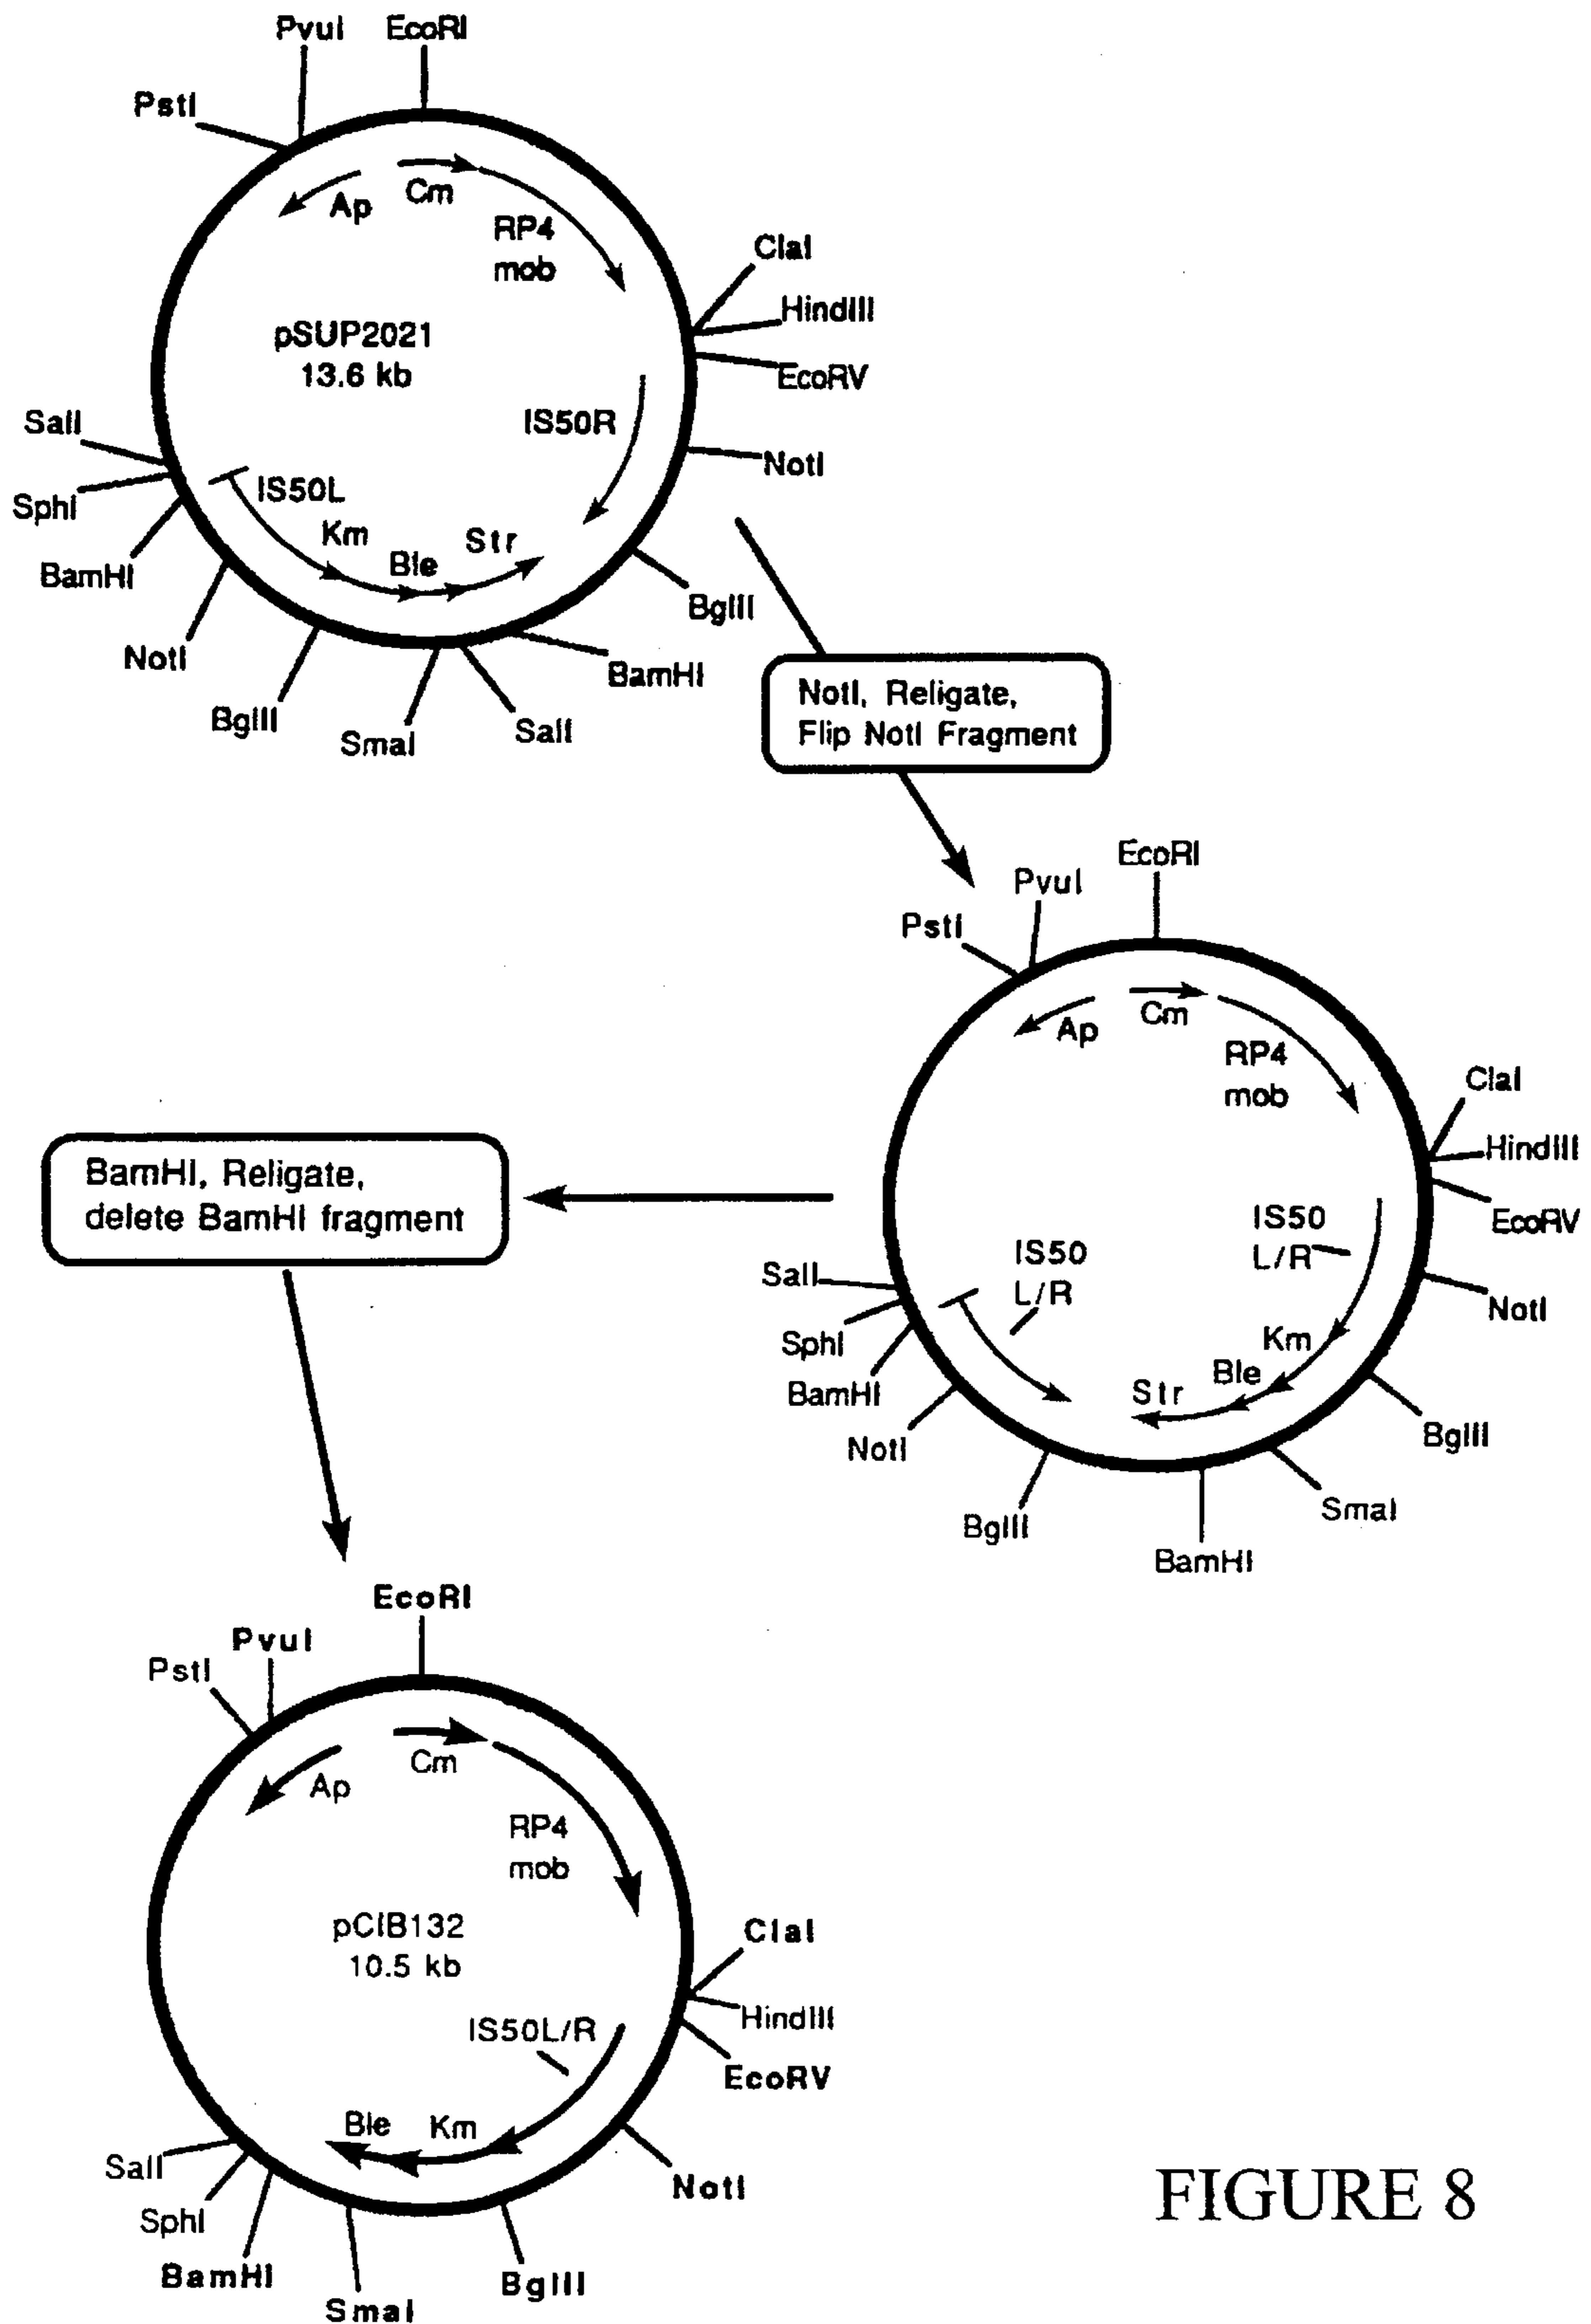 PvuI
EcoRI
PstI
Ap
Cm
RP4
mob
ClaI
HindIII
EcoRV
pSUP2021
13.6 kb
IS50R
NotI
SalI
SphI
BamHI
NotI
BglII
SmaI
SalI
BamHI
BglII
IS50L
Km
Ble
Str
NotI, Religate,
Flip NotI Fragment
EcoRI
PvuI
PstI
Ap
Cm
RP4
mob
ClaI
HindIII
EcoRV
IS50
L/R
IS50
L/R
NotI
SalI
SphI
BamHI
NotI
Km
Ble
Str
BglII
SmaI
BamHI
BglII
BamHI, Religate,
delete BamHI fragment
EcoRI
PvuI
PstI
Ap
Cm
RP4
mob
pCIB132
10.5 kb
ClaI
HindIII
EcoRV
IS50L/R
Ble
Km
NotI
SalI
SphI
BamHI
SmaI
BglII
FIGURE 8